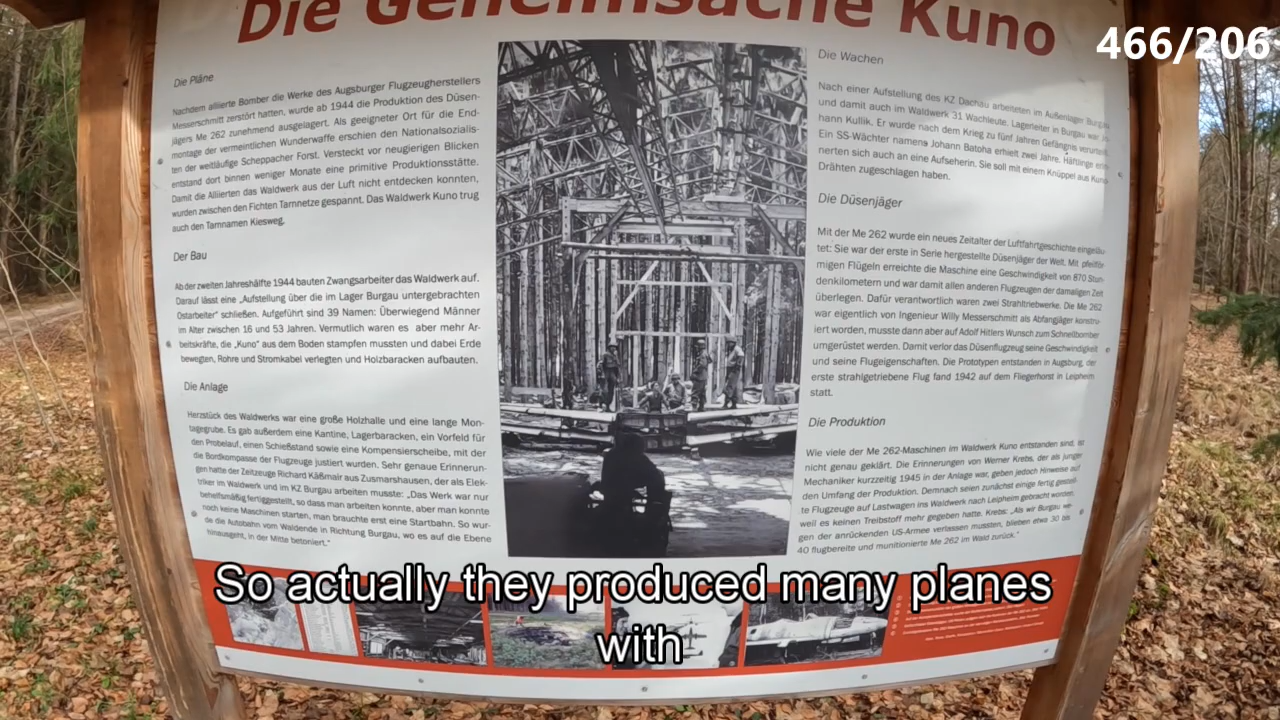 Die Geheimsache Kuno
466/206
Die Pläne
Nachdem alliierte Bomber die Werke des Augsburger Flugzeugherstellers
Messerschmitt zerstört hatten, wurde ab 1944 die Produktion des Düsen-
jägers Me 262 zunehmend ausgelagert. Als geeigneter Ort für die End-
montage der vermeintlichen Wunderwaffe erschien den Nationalsozialis-
ten der weitläufige Scheppacher Forst. Versteckt vor neugierigen Blicken
entstand dort binnen weniger Monate eine primitive Produktionsstätte.
Damit die Alliierten das Waldwerk aus der Luft nicht entdecken konnten,
wurden zwischen den Fichten Tarnnetze gespannt. Das Waldwerk Kuno trug
auch den Tarnnamen Kiesweg.
Der Bau
Ab der zweiten Jahreshälfte 1944 bauten Zwangsarbeiter das Waldwerk auf.
Darauf lässt eine „Aufstellung über die im Lager Burgau untergebrachten
Ostarbeiter“ schließen. Aufgeführt sind 39 Namen: Überwiegend Männer
im Alter zwischen 16 und 53 Jahren. Vermutlich waren es aber mehr Ar-
beitskräfte, die „Kuno“ aus dem Boden stampfen mussten und dabei Erde
bewegten, Rohre und Stromkabel verlegten und Holzbaracken aufbauten.
Die Anlage
Herzstück des Waldwerks war eine große Holzhalle und eine lange Mon-
tagegrube. Es gab außerdem eine Kantine, Lagerbaracken, ein Vorfeld für
den Probelauf, einen Schießstand sowie eine Kompensierscheibe, mit der
die Bordkompasse der Flugzeuge justiert wurden. Sehr genaue Erinnerun-
gen hatte der Zeitzeuge Richard Käßmair aus Zusmarshausen, der als Elek-
triker im Waldwerk und im KZ Burgau arbeiten musste: „Das Werk war nur
behelfsmäßig fertiggestellt, so dass man arbeiten konnte, aber man konnte
noch keine Maschinen starten, man brauchte erst eine Startbahn. So wur-
de die Autobahn vom Waldende in Richtung Burgau, wo es auf die Ebene
hinausgeht, in der Mitte betoniert.“
Die Wachen
Nach einer Aufstellung des KZ Dachau arbeiteten im Außenlager Burgau
und damit auch im Waldwerk 31 Wachleute. Lagerleiter in Burgau war
hann Kullik. Er wurde nach dem Krieg zu fünf Jahren Gefängnis verurteilt.
Ein SS-Wächter namens Johann Batoha erhielt zwei Jahre. Häftlinge
nerten sich auch an eine Aufseherin. Sie soll mit einem Knüppel aus
Drähten zugeschlagen haben.
Die Düsenjäger
Mit der Me 262 wurde ein neues Zeitalter der Luftfahrtgeschichte eingeläu-
tet: Sie war der erste in Serie hergestellte Düsenjäger der Welt. Mit pfeilför-
migen Flügeln erreichte die Maschine eine Geschwindigkeit von 870 Stun-
denkilometern und war damit allen anderen Flugzeugen der damaligen Zeit
überlegen. Dafür verantwortlich waren zwei Strahltriebwerke. Die Me 262
war eigentlich von Ingenieur Willy Messerschmitt als Abfangjäger konstru-
iert worden, musste dann aber auf Adolf Hitlers Wunsch zum Schnellbomber
umgerüstet werden. Damit verlor das Düsenflugzeug seine Geschwindigkeit
und seine Flugeigenschaften. Die Prototypen entstanden in Augsburg, der
erste strahlgetriebene Flug fand 1942 auf dem Fliegerhorst in Leipheim
statt.
Die Produktion
Wie viele der Me 262-Maschinen im Waldwerk Kuno entstanden sind, ist
nicht genau geklärt. Die Erinnerungen von Werner Krebs, der als junger
Mechaniker kurzzeitig 1945 in der Anlage war, geben jedoch Hinweise auf
den Umfang der Produktion. Demnach seien zunächst einige fertig gestell-
te Flugzeuge auf Lastwagen ins Waldwerk nach Leipheim gebracht worden,
weil es keinen Treibstoff mehr gegeben hatte. Krebs: „Als wir Burgau we-
gen der anrückenden US-Armee verlassen mussten, blieben etwa 30 bis
40 flugbereite und munitionierte Me 262 im Wald zurück.“
So actually they produced many planes
with